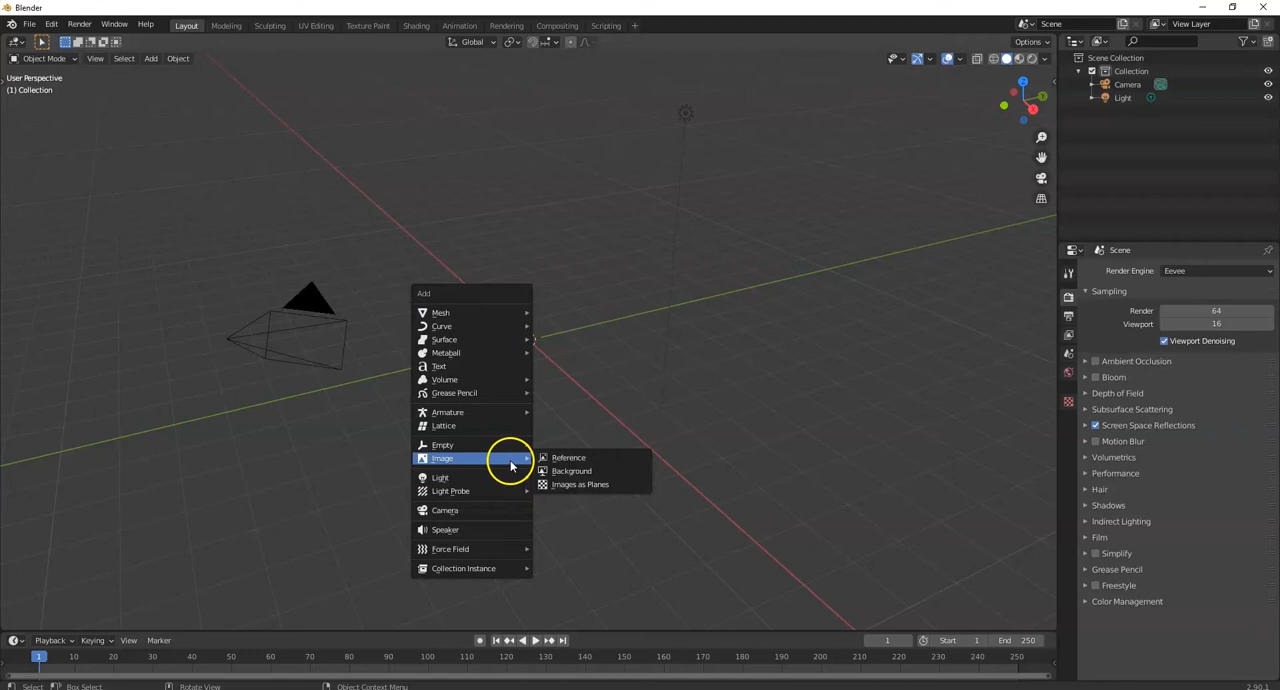 Blender
File Edit Render Window Help Layout Modeling Sculpting UV Editing Texture Paint Shading Animation Rendering Compositing Scripting + Scene View Layer
Global Options
Object Mode View Select Add Object
User Perspective
(1) Collection
Z
Y
X
Scene Collection
Collection
Camera
Light
Add
Mesh
Curve
Surface
Metaball
Text
Volume
Grease Pencil
Armature
Lattice
Empty
Image
Light
Light Probe
Camera
Speaker
Force Field
Collection Instance
Reference
Background
Images as Planes
Scene
Render Engine Eevee
Sampling
Render 64
Viewport 16
Viewport Denoising
Ambient Occlusion
Bloom
Depth of Field
Subsurface Scattering
Screen Space Reflections
Motion Blur
Volumetrics
Performance
Hair
Shadows
Indirect Lighting
Film
Simplify
Grease Pencil
Freestyle
Color Management
Playback Keying View Marker 1 Start 1 End 250
1 10 20 30 40 50 60 70 80 90 100 110 120 130 140 150 160 170 180 190 200 210 220 230 240 250
Select Box Select Rotate View Object Context Menu 2.90.1